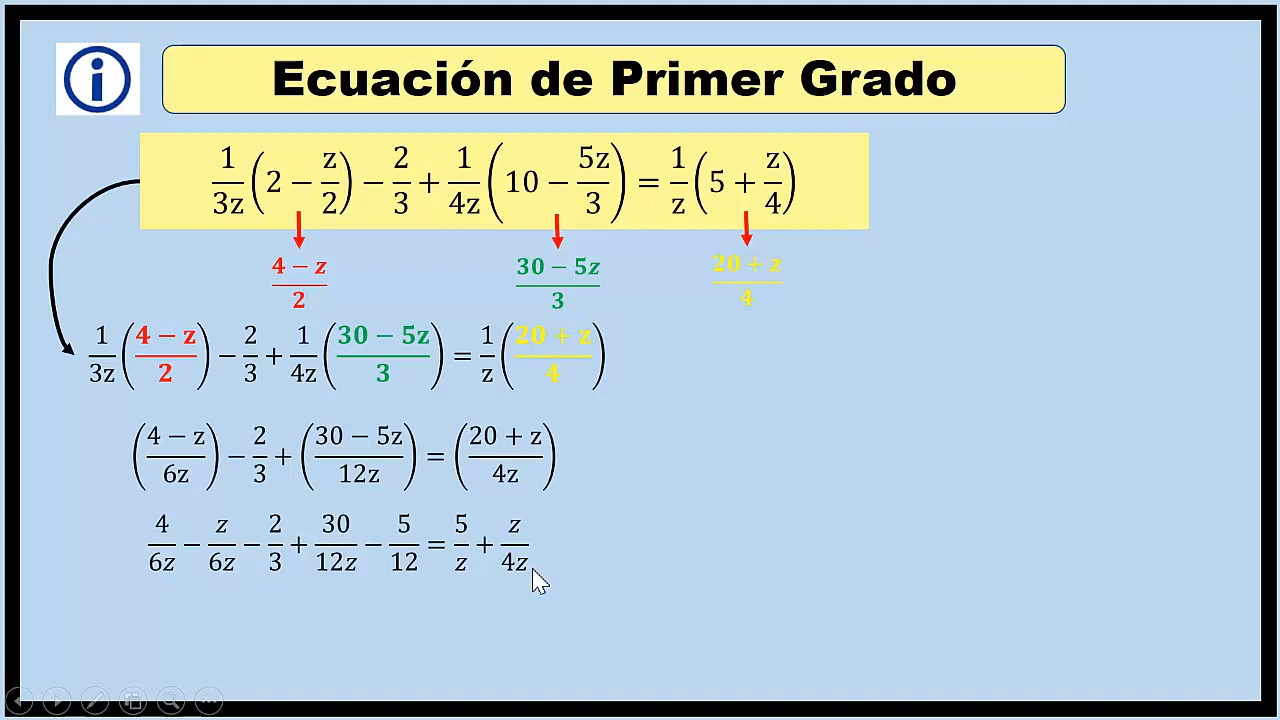 i
Ecuación de Primer Grado
1/3z (2 − z/2) − 2/3 + 1/4z (10 − 5z/3) = 1/z (5 + z/4)
4 − z/2 30 − 5z/3 20 + z/4
1/3z (4 − z/2) − 2/3 + 1/4z (30 − 5z/3) = 1/z (20 + z/4)
(4 − z/6z) − 2/3 + (30 − 5z/12z) = (20 + z/4z)
4/6z − z/6z − 2/3 + 30/12z − 5/12 = 5/z + z/4z